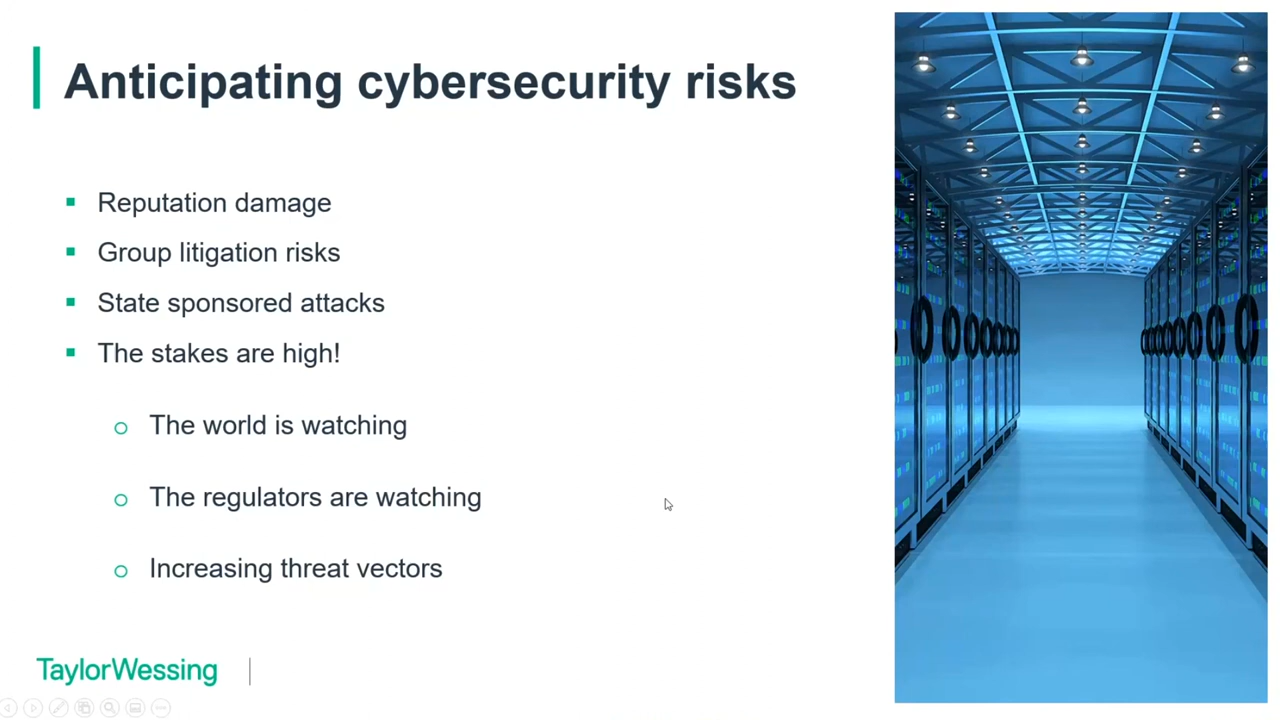 Anticipating cybersecurity risks
Reputation damage
Group litigation risks
State sponsored attacks
The stakes are high!
The world is watching
The regulators are watching
Increasing threat vectors
TaylorWessing